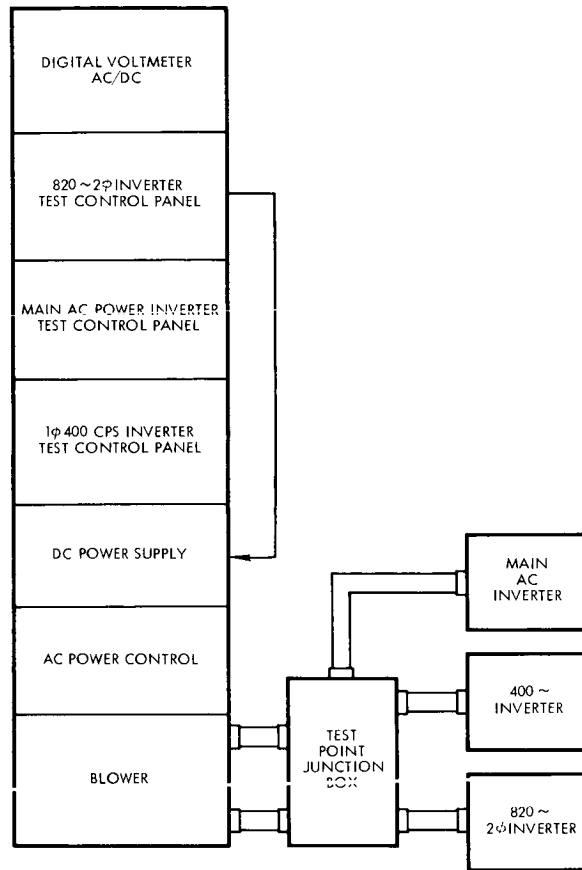 DIGITAL VOLTMETER
AC/DC
820~2φ INVERTER
TEST CONTROL PANEL
MAIN AC POWER INVERTER
TEST CONTROL PANEL
1φ 400 CPS INVERTER
TEST CONTROL PANEL
DC POWER SUPPLY
AC POWER CONTROL
BLOWER
TEST
POINT
JUNCTION
BOX
MAIN
AC
INVERTER
400~
INVERTER
820~
2φ INVERTER